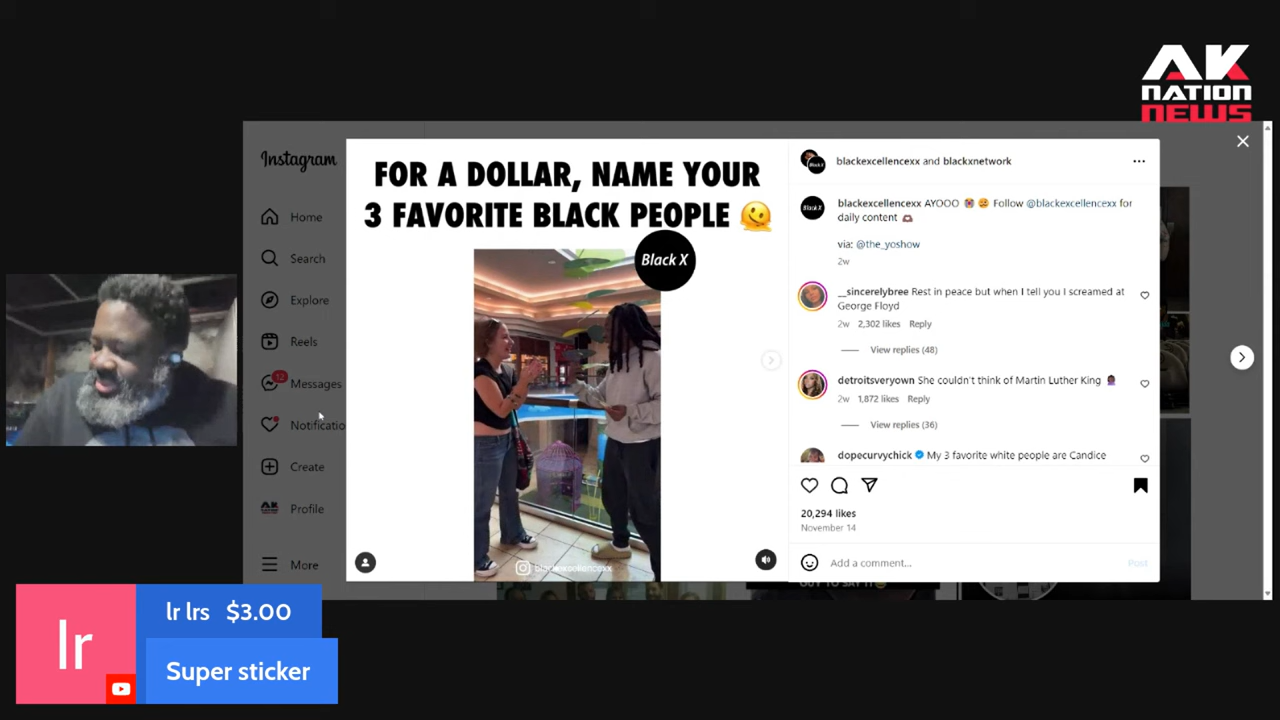 AK
NATION
NEWS
Instagram
Home
Search
Explore
Reels
12
Messages
Notificatio
Create
Profile
More
FOR A DOLLAR, NAME YOUR
3 FAVORITE BLACK PEOPLE 🫠
Black X
blackexcellencexx
blackexcellencexx and blackxnetwork
Black X
blackexcellencexx AYOOO 😭 😕 Follow @blackexcellencexx for
daily content 🫶🏾
via: @the_yoshow
2w
__sincerelybree Rest in peace but when I tell you I screamed at
George Floyd
2w 2,302 likes Reply
View replies (48)
detroitsveryown She couldn't think of Martin Luther King
2w 1,872 likes Reply
View replies (36)
dopecurvychick My 3 favorite white people are Candice
20,294 likes
November 14
Add a comment...
Post
lr
lr lrs $3.00
Super sticker